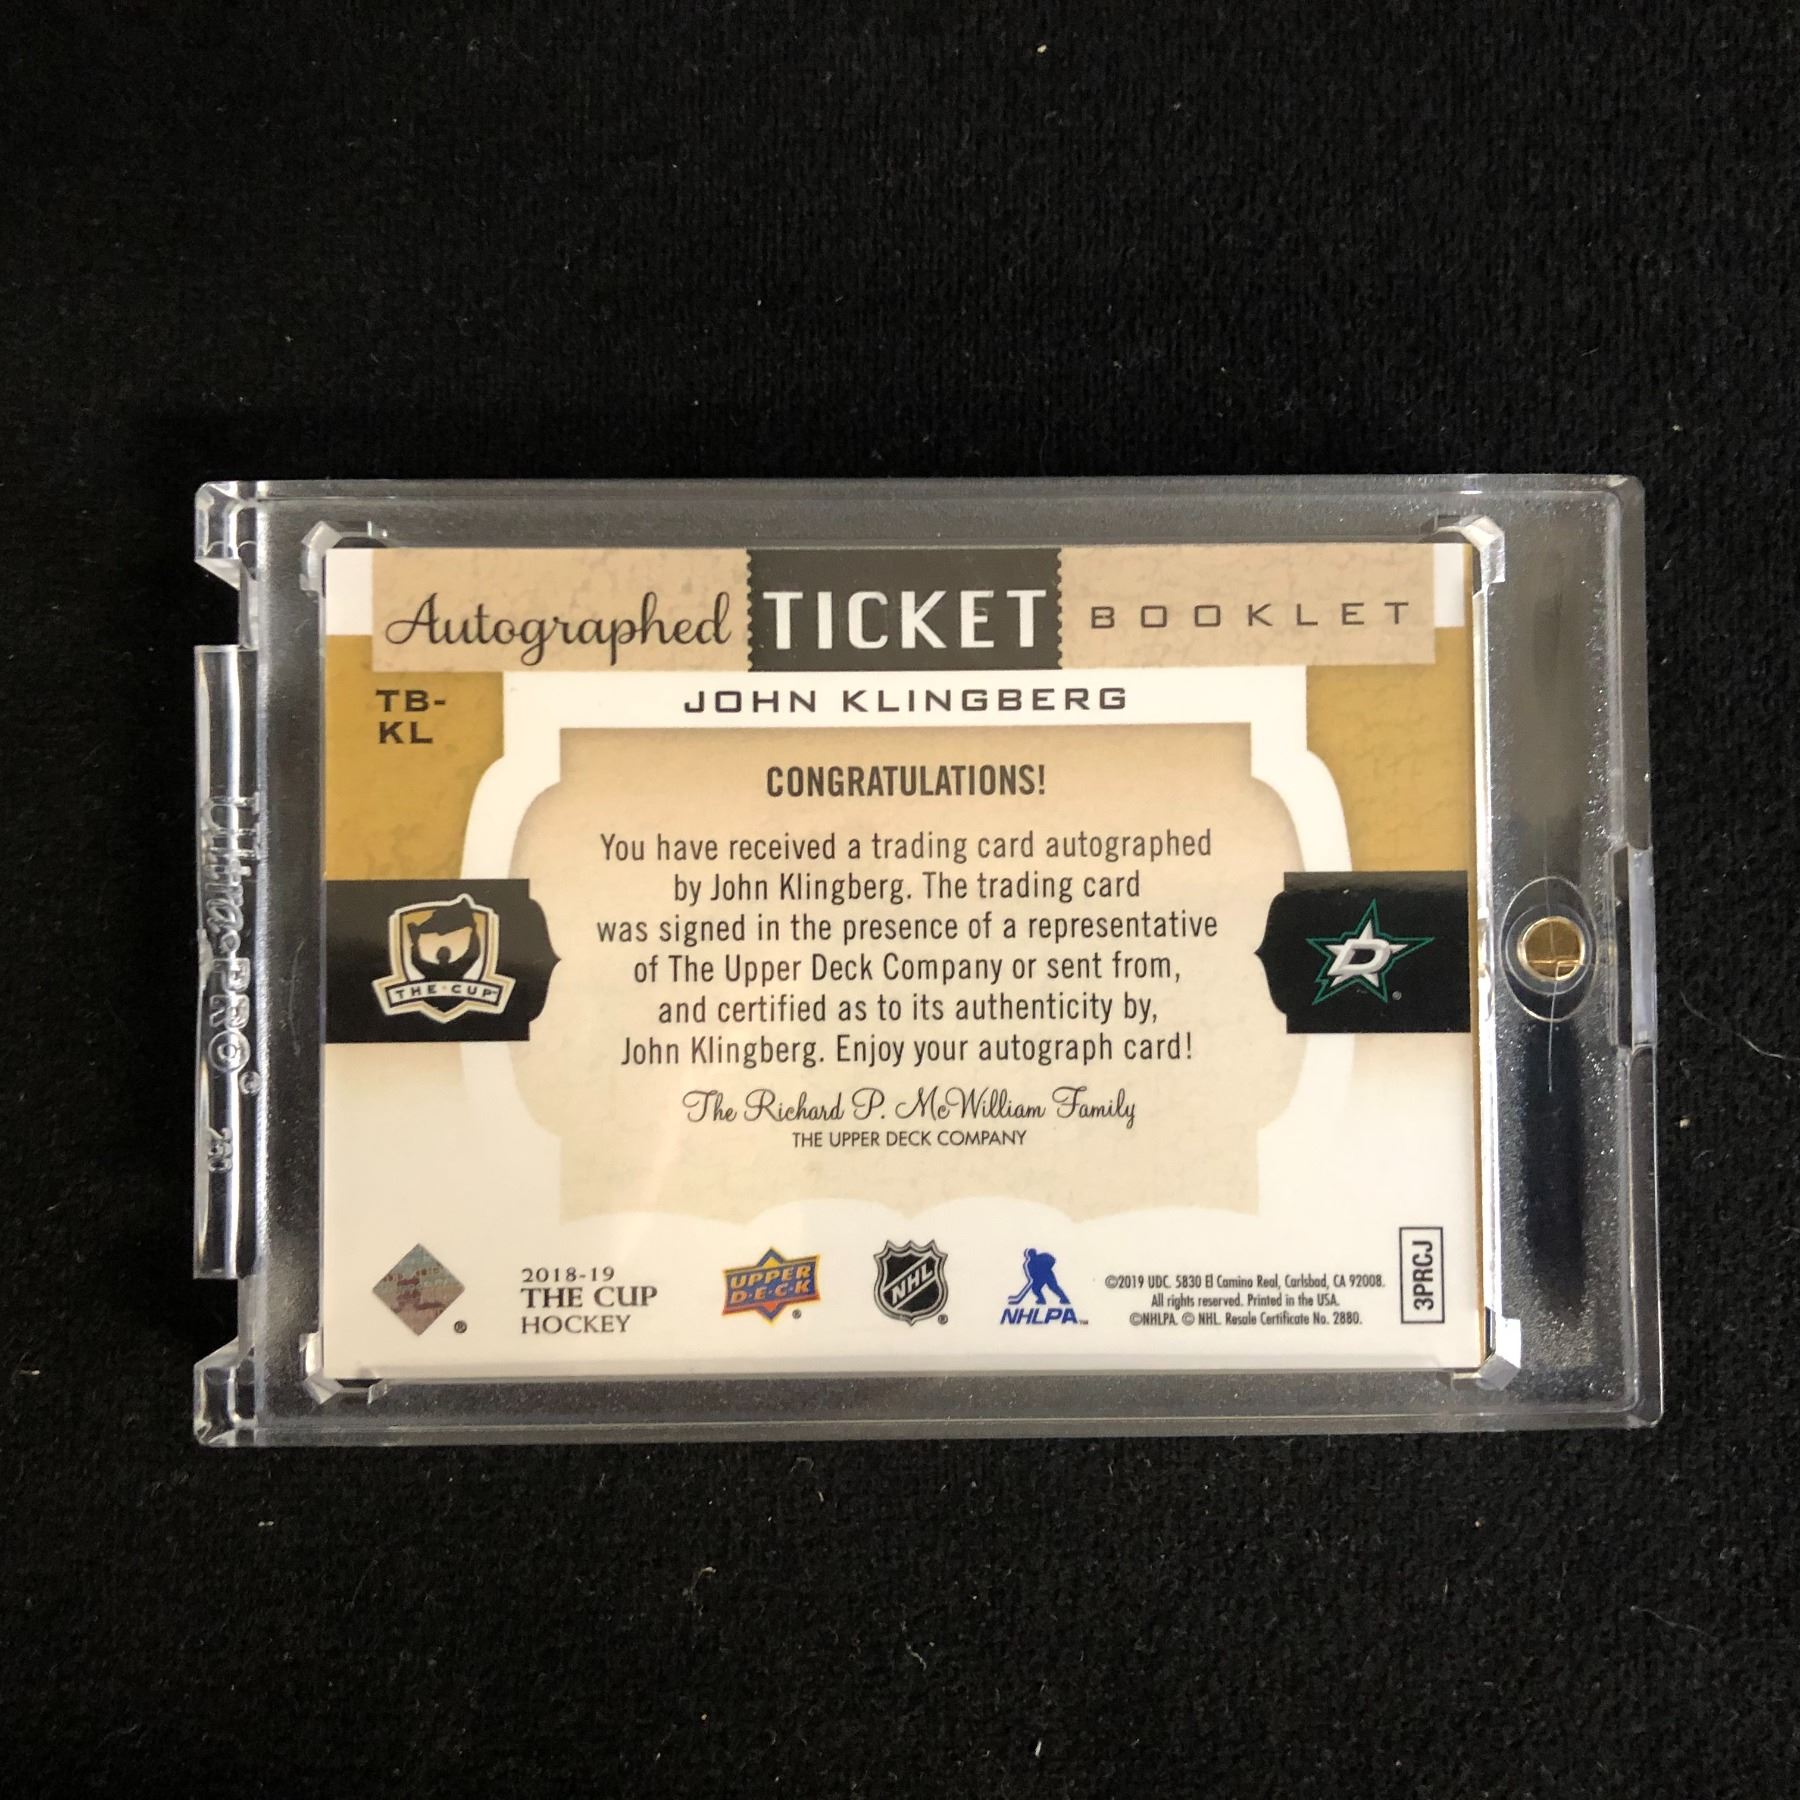 Autographed TICKET BOOKLET
TB-
KL
JOHN KLINGBERG
CONGRATULATIONS!
You have received a trading card autographed
by John Klingberg. The trading card
was signed in the presence of a representative
of The Upper Deck Company or sent from,
and certified as to its authenticity by,
John Klingberg. Enjoy your autograph card!
The Richard P. McWilliam Family
THE UPPER DECK COMPANY
THE·CUP
D
®
2018-19
THE CUP
HOCKEY
UPPER
D·E·C·K
®
NHL
®
NHLPA™
©2019 UDC. 5830 El Camino Real, Carlsbad, CA 92008.
All rights reserved. Printed in the USA.
©NHLPA. © NHL. Resale Certificate No. 2880.
3PRCJ
Ultra·PRO®